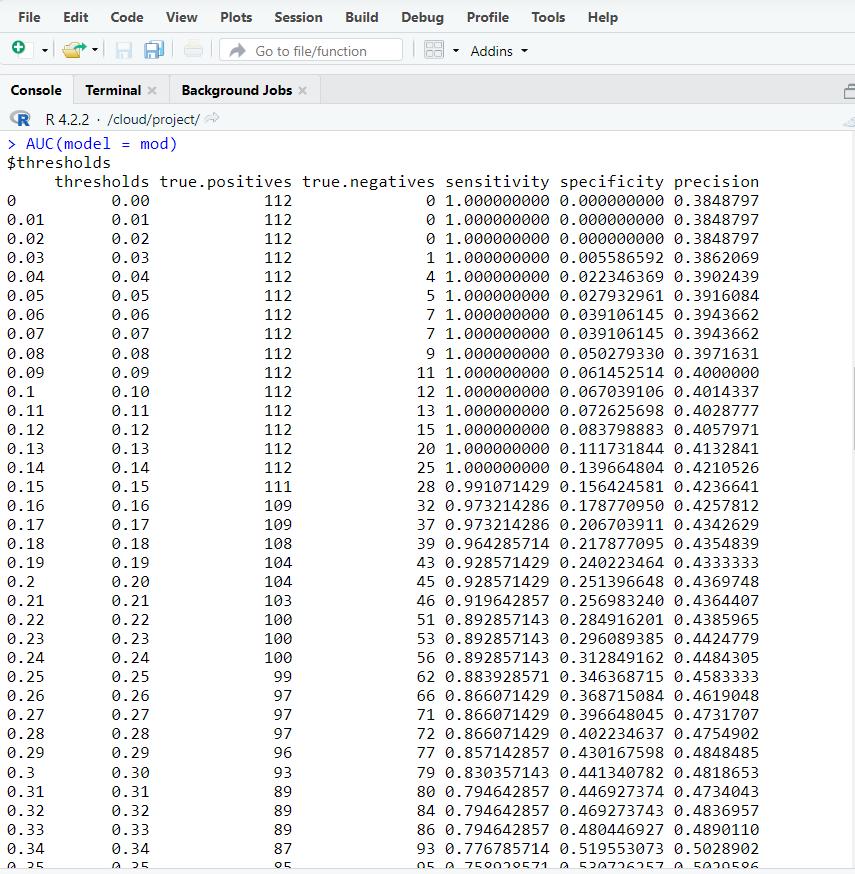 File Edit Code View Plots Session Build Debug Profile Tools Help
Go to file/function Addins
Console Terminal Background Jobs
R R 4.2.2 · /cloud/project/
> AUC(model = mod)
$thresholds
thresholds true.positives true.negatives sensitivity specificity precision
0 0.00 112 0 1.000000000 0.000000000 0.3848797
0.01 0.01 112 0 1.000000000 0.000000000 0.3848797
0.02 0.02 112 0 1.000000000 0.000000000 0.3848797
0.03 0.03 112 1 1.000000000 0.005586592 0.3862069
0.04 0.04 112 4 1.000000000 0.022346369 0.3902439
0.05 0.05 112 5 1.000000000 0.027932961 0.3916084
0.06 0.06 112 7 1.000000000 0.039106145 0.3943662
0.07 0.07 112 7 1.000000000 0.039106145 0.3943662
0.08 0.08 112 9 1.000000000 0.050279330 0.3971631
0.09 0.09 112 11 1.000000000 0.061452514 0.4000000
0.1 0.10 112 12 1.000000000 0.067039106 0.4014337
0.11 0.11 112 13 1.000000000 0.072625698 0.4028777
0.12 0.12 112 15 1.000000000 0.083798883 0.4057971
0.13 0.13 112 20 1.000000000 0.111731844 0.4132841
0.14 0.14 112 25 1.000000000 0.139664804 0.4210526
0.15 0.15 111 28 0.991071429 0.156424581 0.4236641
0.16 0.16 109 32 0.973214286 0.178770950 0.4257812
0.17 0.17 109 37 0.973214286 0.206703911 0.4342629
0.18 0.18 108 39 0.964285714 0.217877095 0.4354839
0.19 0.19 104 43 0.928571429 0.240223464 0.4333333
0.2 0.20 104 45 0.928571429 0.251396648 0.4369748
0.21 0.21 103 46 0.919642857 0.256983240 0.4364407
0.22 0.22 100 51 0.892857143 0.284916201 0.4385965
0.23 0.23 100 53 0.892857143 0.296089385 0.4424779
0.24 0.24 100 56 0.892857143 0.312849162 0.4484305
0.25 0.25 99 62 0.883928571 0.346368715 0.4583333
0.26 0.26 97 66 0.866071429 0.368715084 0.4619048
0.27 0.27 97 71 0.866071429 0.396648045 0.4731707
0.28 0.28 97 72 0.866071429 0.402234637 0.4754902
0.29 0.29 96 77 0.857142857 0.430167598 0.4848485
0.3 0.30 93 79 0.830357143 0.441340782 0.4818653
0.31 0.31 89 80 0.794642857 0.446927374 0.4734043
0.32 0.32 89 84 0.794642857 0.469273743 0.4836957
0.33 0.33 89 86 0.794642857 0.480446927 0.4890110
0.34 0.34 87 93 0.776785714 0.519553073 0.5028902
0.35 0.35 85 95 0.758928571 0.530726257 0.5029586